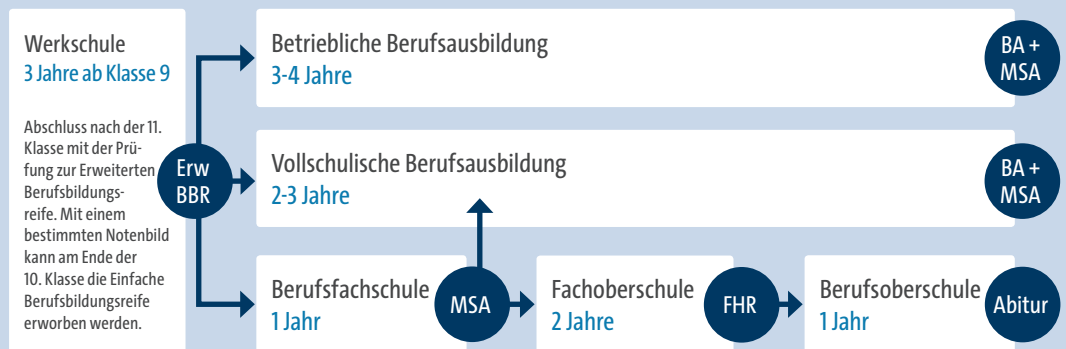 Werkschule
3 Jahre ab Klasse 9
Abschluss nach der 11.
Klasse mit der Prü-
fung zur Erweiterten
Berufsbildungs-
reife. Mit einem
bestimmten Notenbild
kann am Ende der
10. Klasse die Einfache
Berufsbildungsreife
erworben werden.
Erw
BBR
Betriebliche Berufsausbildung
3-4 Jahre
BA +
MSA
Vollschulische Berufsausbildung
2-3 Jahre
BA +
MSA
Berufsfachschule
1 Jahr
MSA
Fachoberschule
2 Jahre
FHR
Berufsoberschule
1 Jahr
Abitur